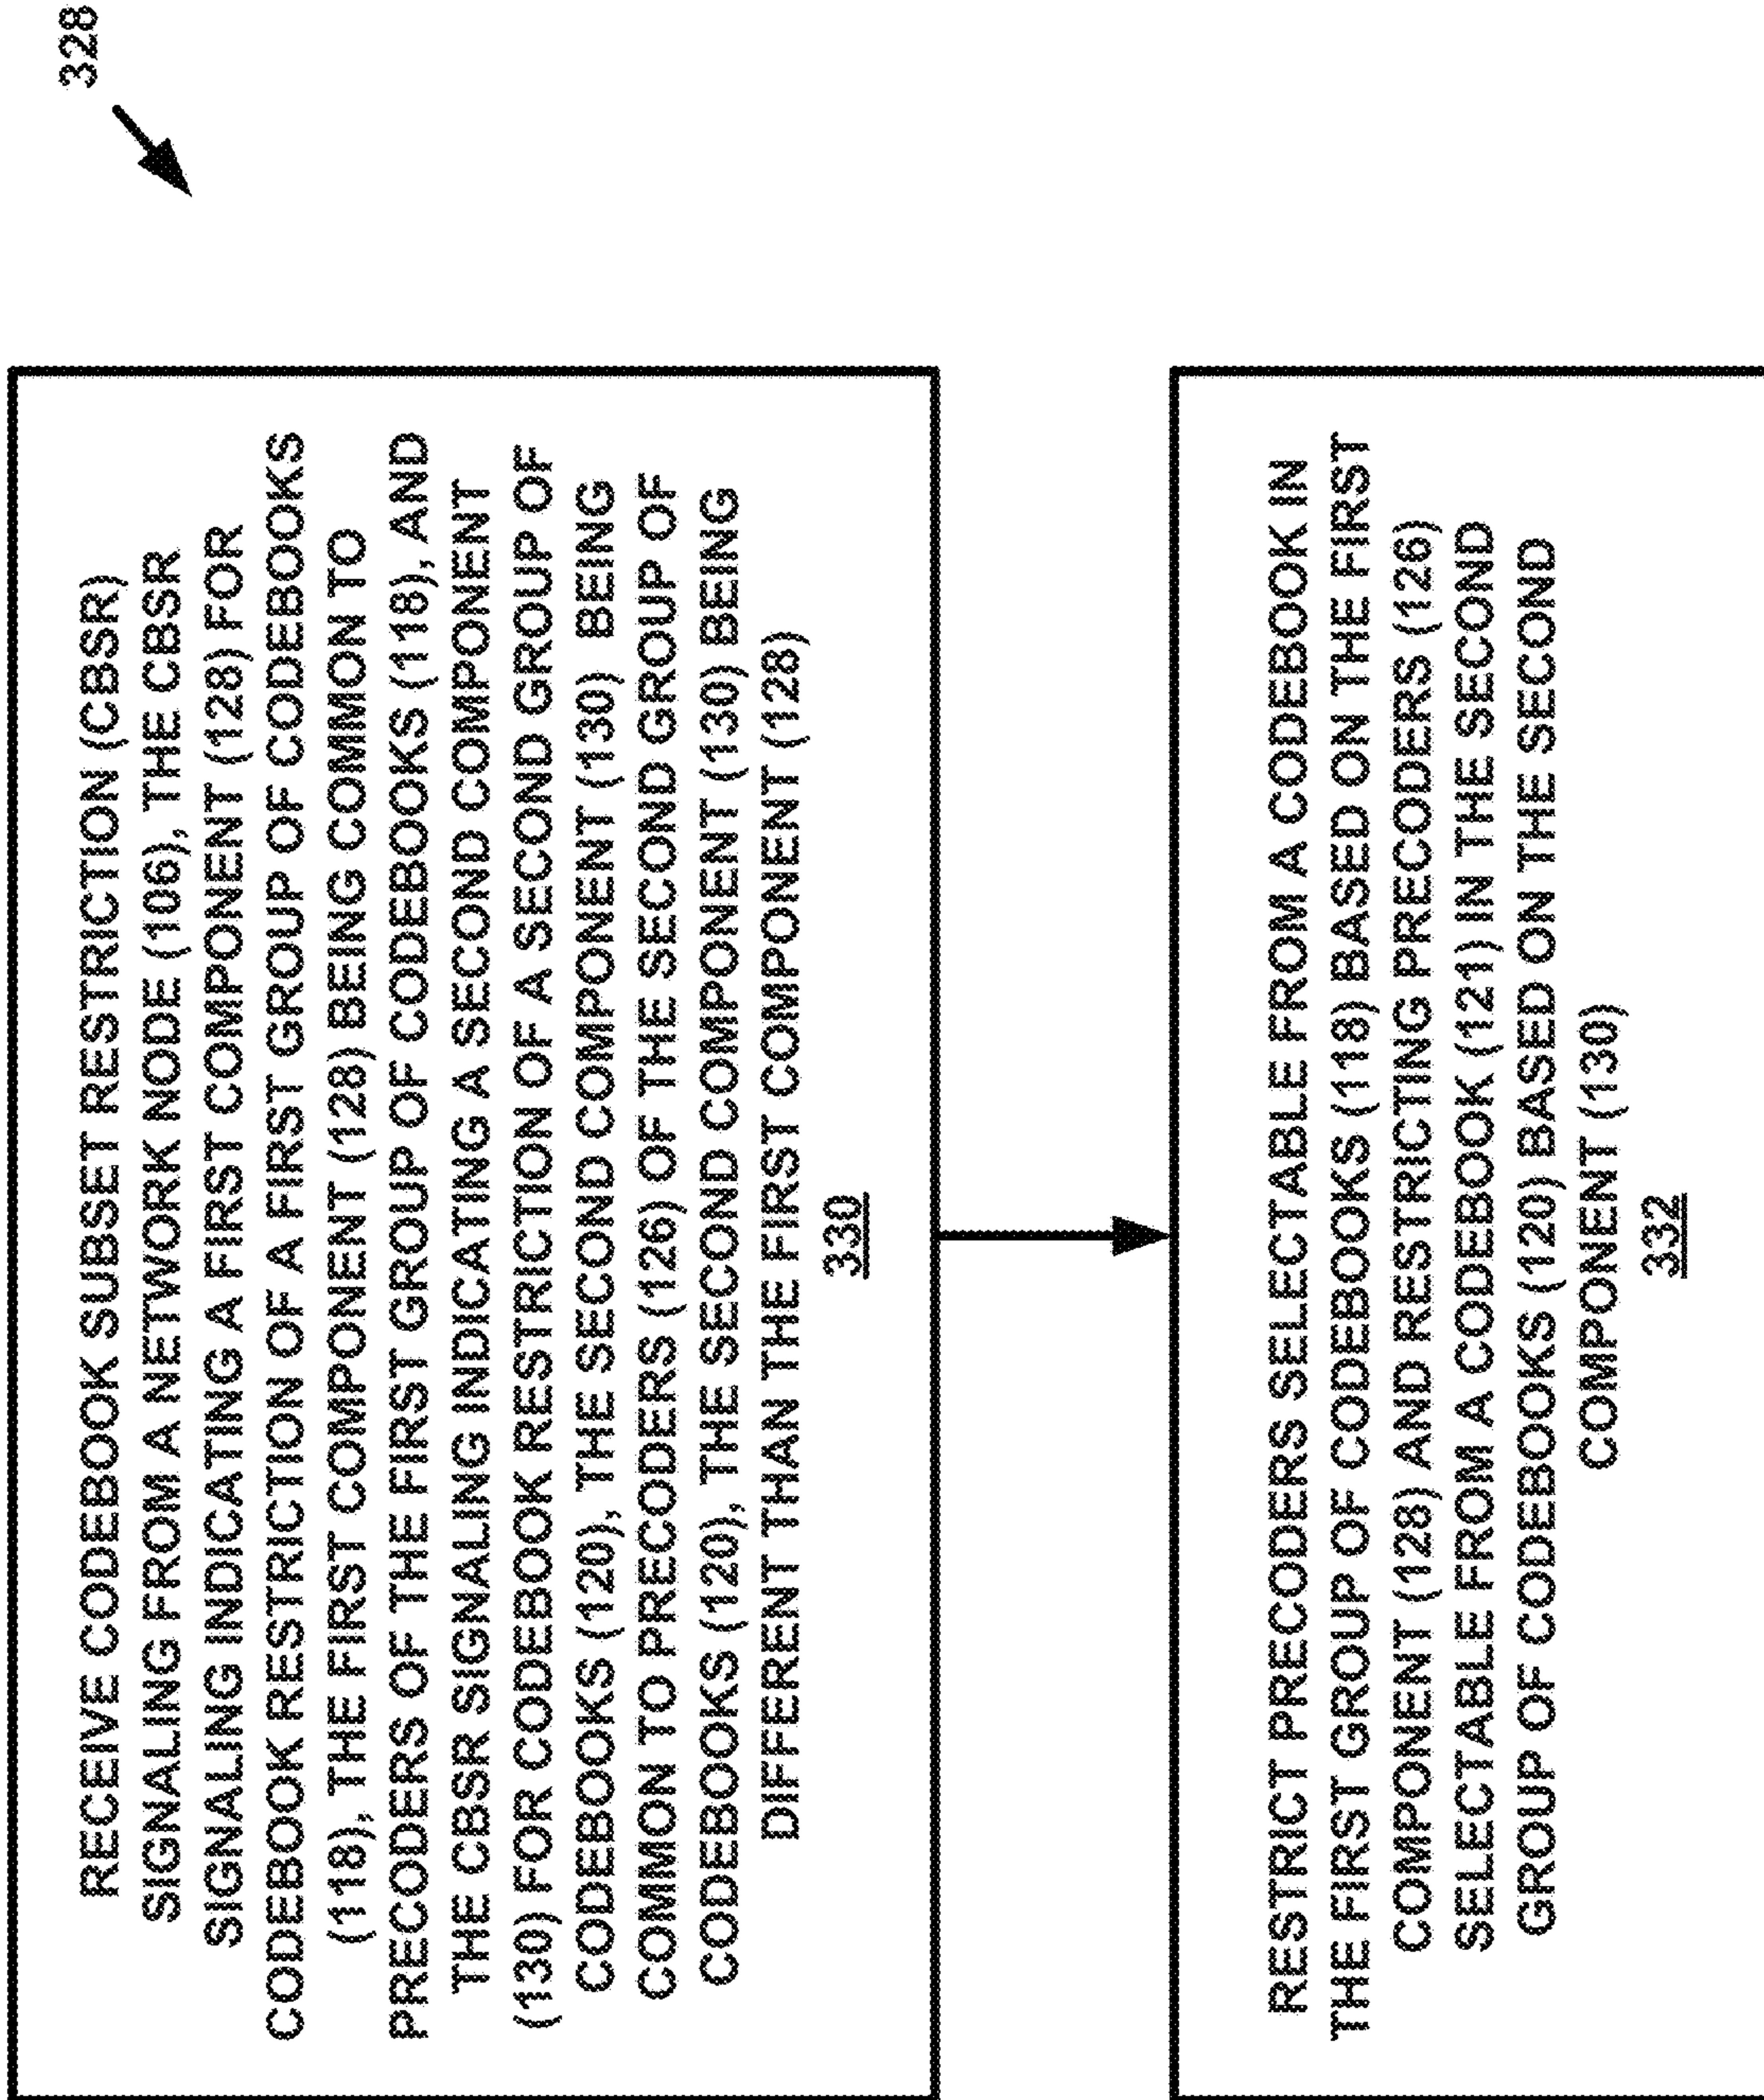 328
RECEIVE CODEBOOK SUBSET RESTRICTION (CBSR)
SIGNALING FROM A NETWORK NODE (106), THE CBSR
SIGNALING INDICATING A FIRST COMPONENT (128) FOR
CODEBOOK RESTRICTION OF A FIRST GROUP OF CODEBOOKS
(118), THE FIRST COMPONENT (128) BEING COMMON TO
PRECODERS OF THE FIRST GROUP OF CODEBOOKS (118), AND
THE CBSR SIGNALING INDICATING A SECOND COMPONENT
(130) FOR CODEBOOK RESTRICTION OF A SECOND GROUP OF
CODEBOOKS (120), THE SECOND COMPONENT (130) BEING
COMMON TO PRECODERS (126) OF THE SECOND GROUP OF
CODEBOOKS (120), THE SECOND COMPONENT (130) BEING
DIFFERENT THAN THE FIRST COMPONENT (128)
330
RESTRICT PRECODERS SELECTABLE FROM A CODEBOOK IN
THE FIRST GROUP OF CODEBOOKS (118) BASED ON THE FIRST
COMPONENT (128) AND RESTRICTING PRECODERS (126)
SELECTABLE FROM A CODEBOOK (121) IN THE SECOND
GROUP OF CODEBOOKS (120) BASED ON THE SECOND
COMPONENT (130)
332